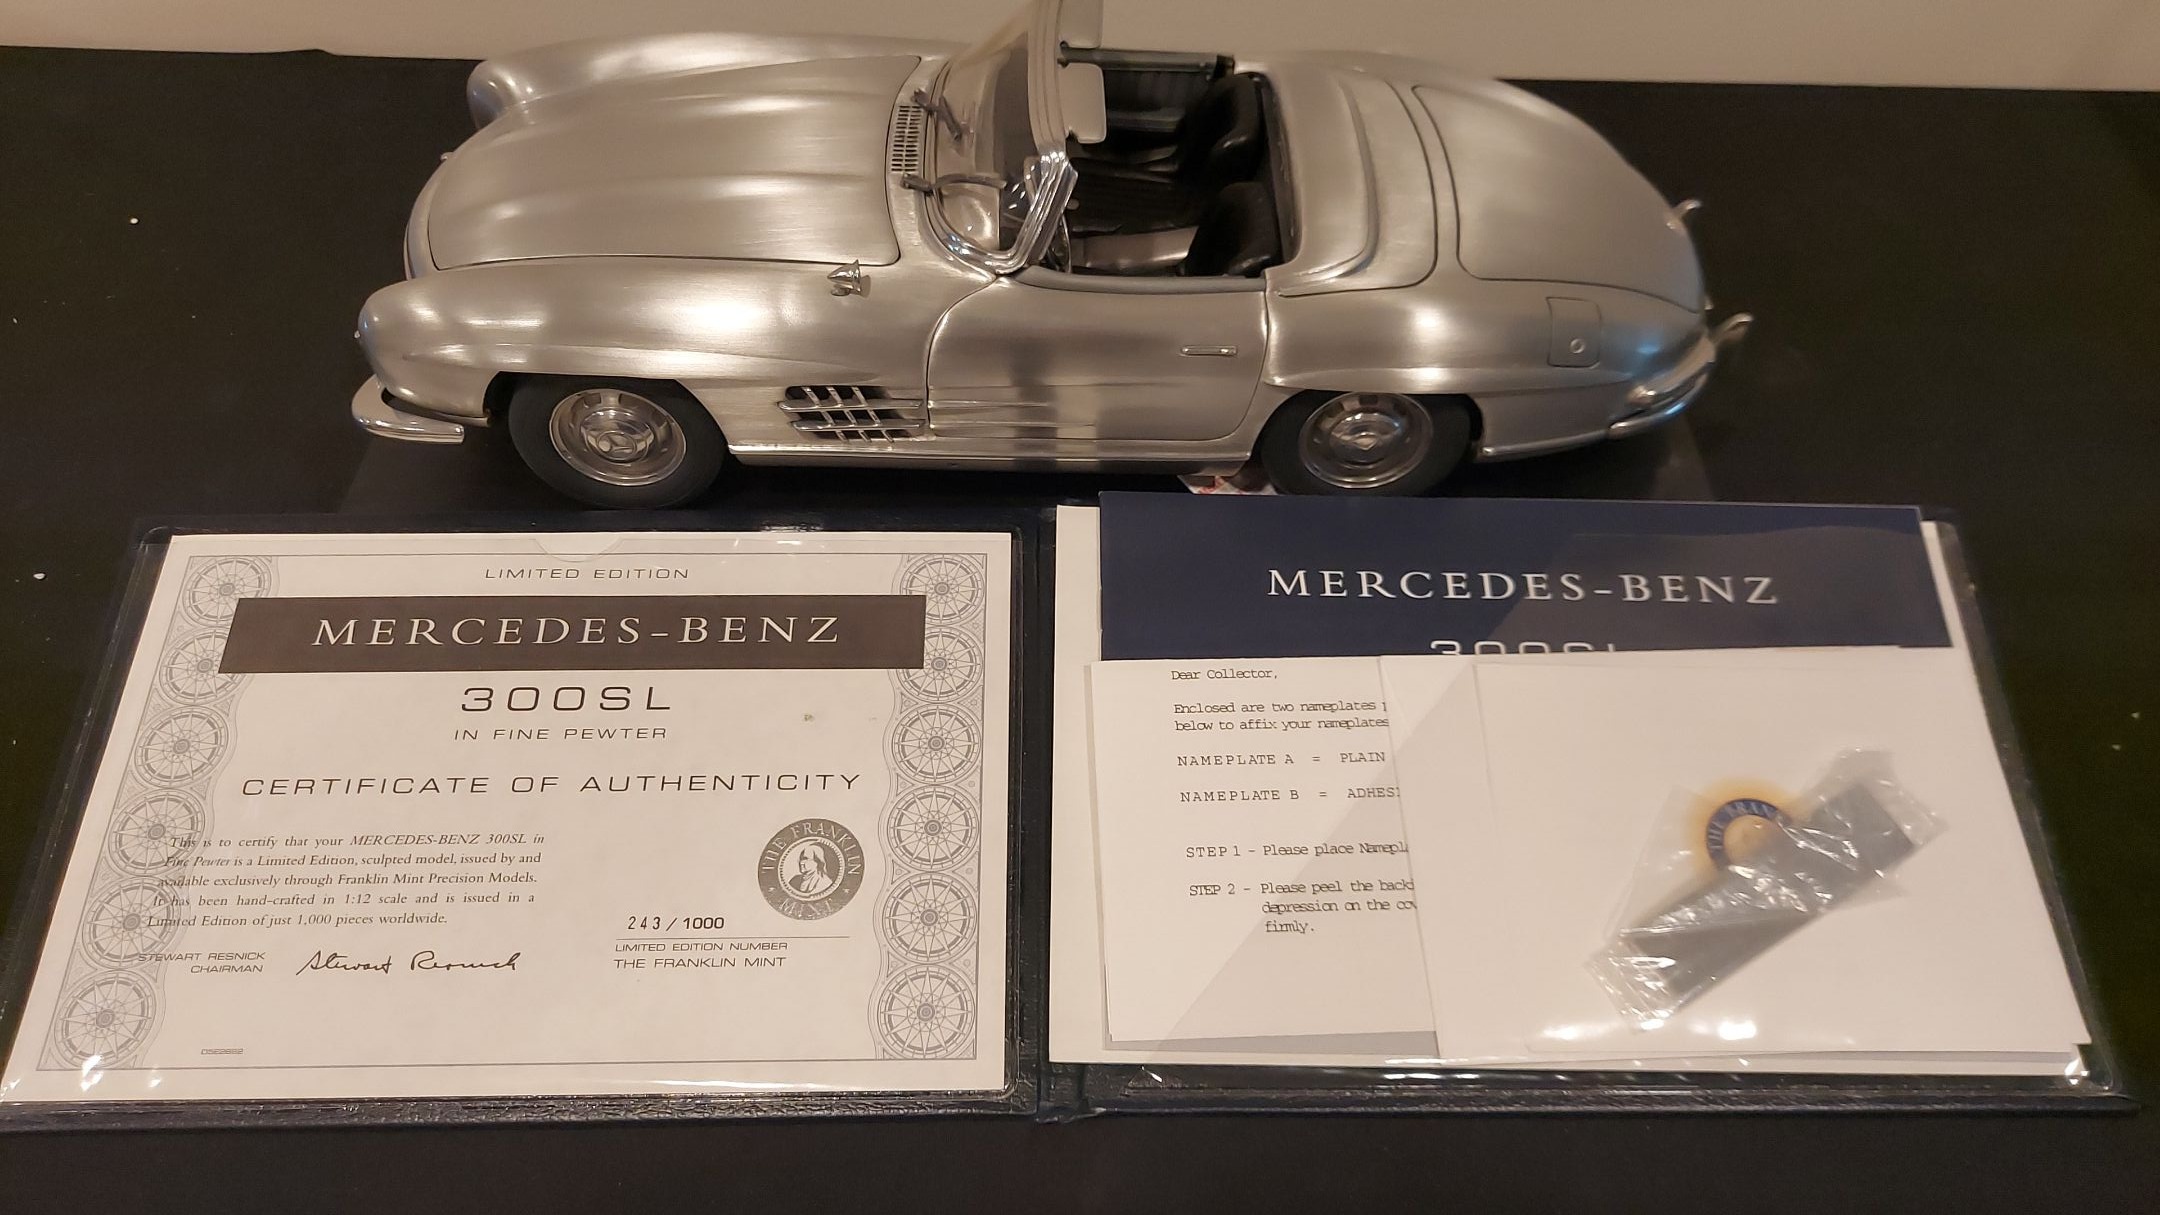 LIMITED EDITION
MERCEDES-BENZ
300SL
IN FINE PEWTER
CERTIFICATE OF AUTHENTICITY
This is to certify that your MERCEDES-BENZ 300SL in
Fine Pewter is a Limited Edition, sculpted model, issued by and
available exclusively through Franklin Mint Precision Models.
It has been hand-crafted in 1:12 scale and is issued in a
Limited Edition of just 1,000 pieces worldwide.
STEWART RESNICK
CHAIRMAN
Stewart Resnick
THE FRANKLIN
MINT
243/1000
LIMITED EDITION NUMBER
THE FRANKLIN MINT
MERCEDES-BENZ
300SL
Dear Collector,
Enclosed are two nameplates
below to affix your nameplates
NAMEPLATE A = PLAIN
NAMEPLATE B =
STEP 1 - Please place
STEP 2 - Please peel the
depression on the
firmly.
THE